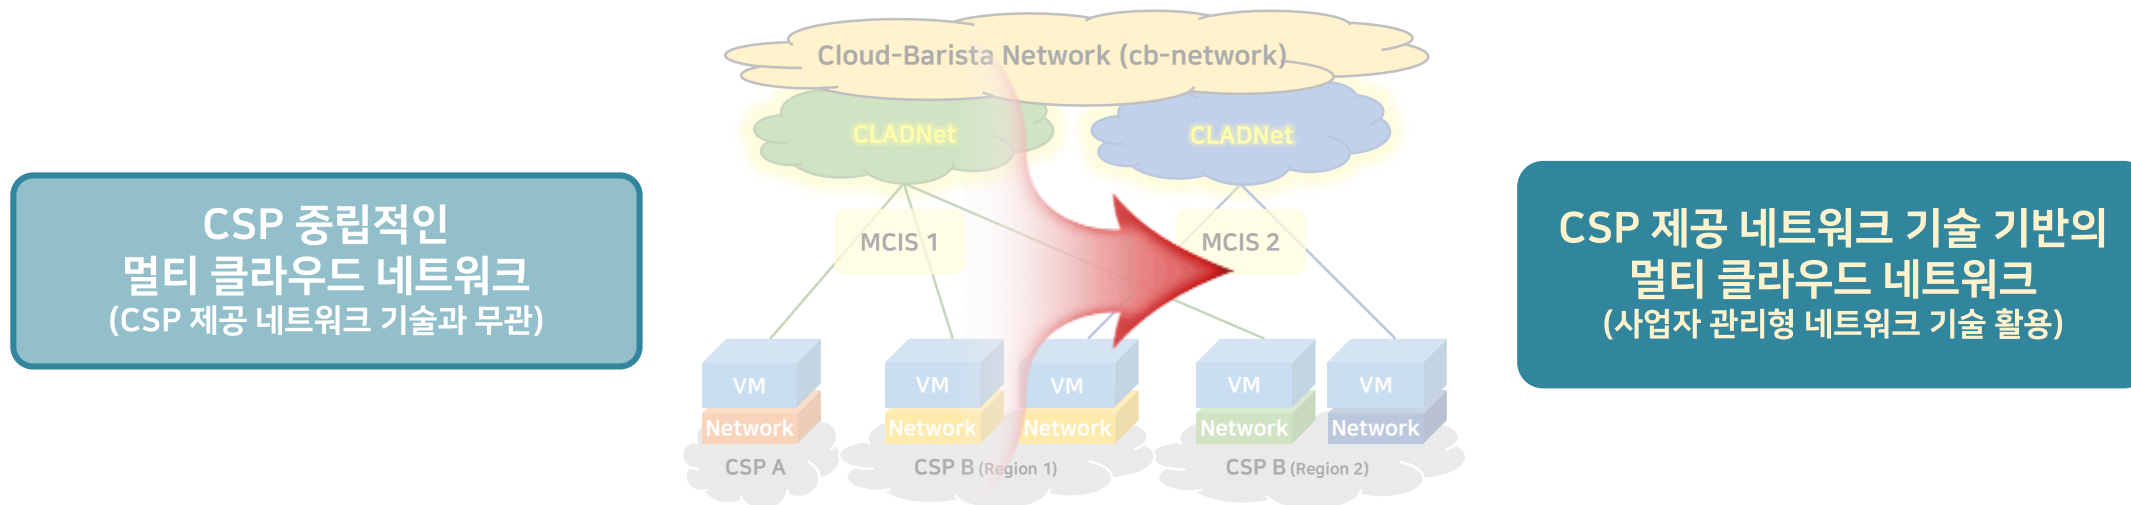 Cloud-Barista Network (cb-network)
CLADNet
CLADNet
CSP 중립적인
멀티 클라우드 네트워크
(CSP 제공 네트워크 기술과 무관)
MCIS 1
MCIS 2
CSP 제공 네트워크 기술 기반의
멀티 클라우드 네트워크
(사업자 관리형 네트워크 기술 활용)
VM
VM
VM
VM
VM
Network
Network
Network
Network
Network
CSP A
CSP B (Region 1)
CSP B (Region 2)